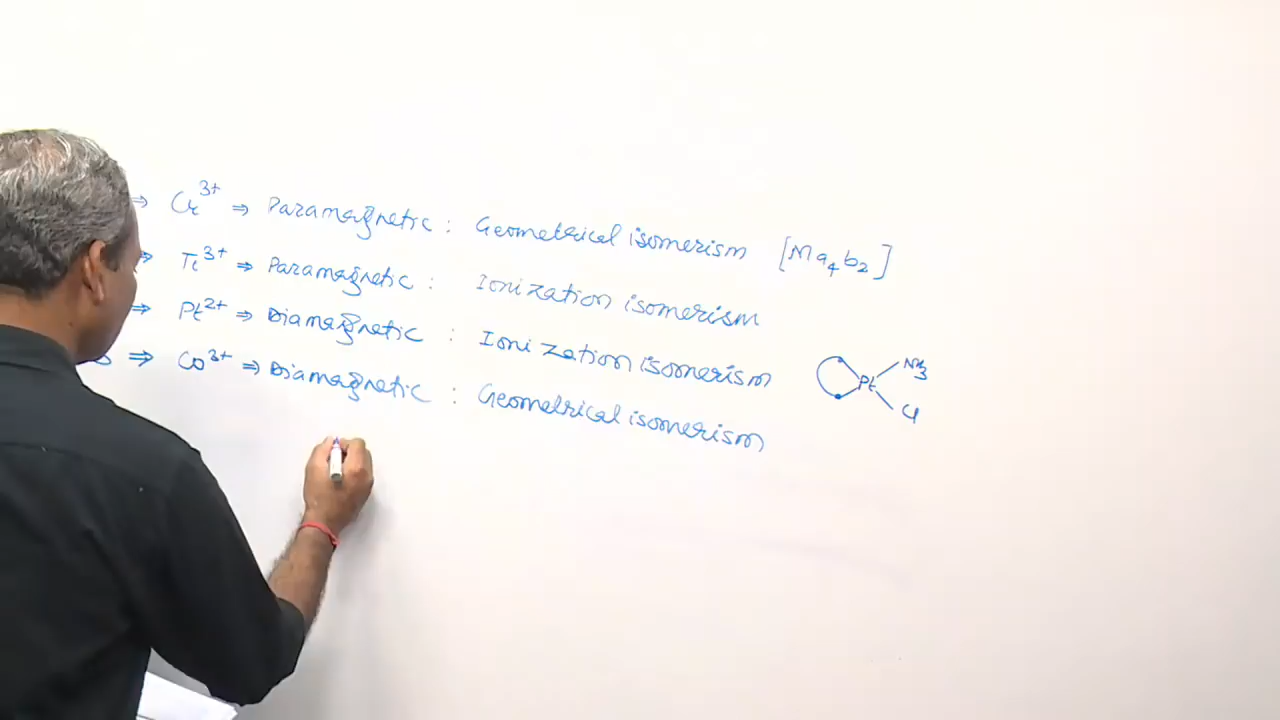 ⇒ Cr³⁺ ⇒ Paramagnetic : Geometrical isomerism [Ma₄b₂]
⇒ Ti³⁺ ⇒ Paramagnetic : Ionization isomerism
⇒ Pt²⁺ ⇒ Diamagnetic : Ionization isomerism
⇒ Co³⁺ ⇒ Diamagnetic : Geometrical isomerism
NH₃
Pt
Cl